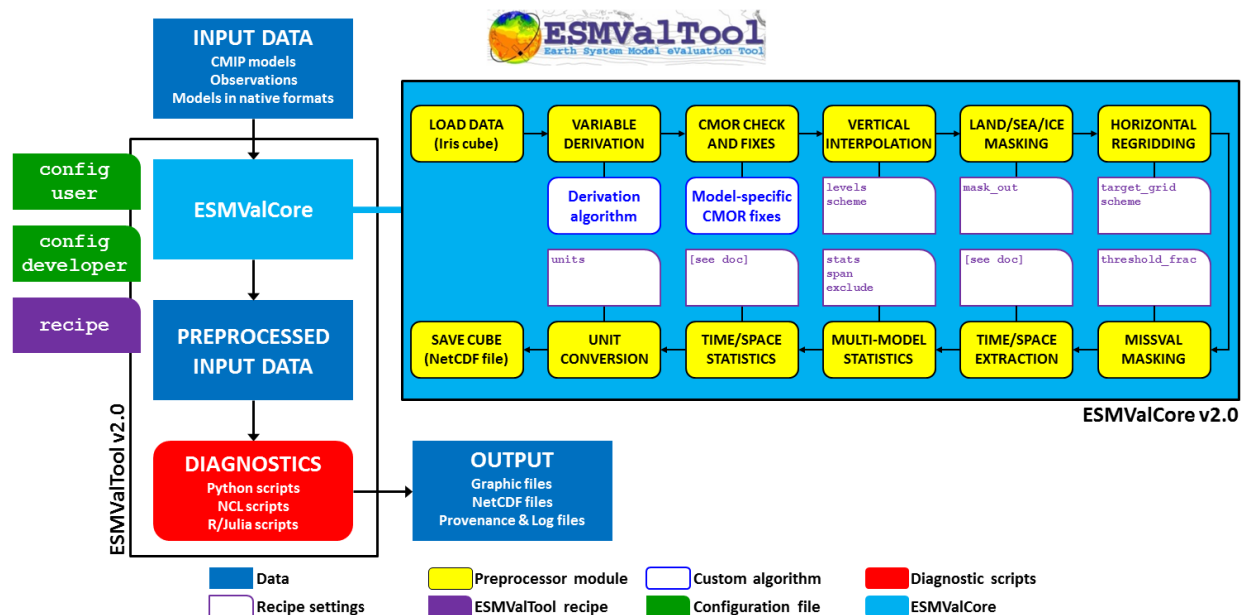 ESMValTool
Earth System Model eValuation Tool
INPUT DATA
CMIP models
Observations
Models in native formats
config
user
config
developer
recipe
ESMValCore
PREPROCESSED
INPUT DATA
DIAGNOSTICS
Python scripts
NCL scripts
R/Julia scripts
ESMValTool v2.0
OUTPUT
Graphic files
NetCDF files
Provenance & Log files
LOAD DATA
(Iris cube)
VARIABLE
DERIVATION
CMOR CHECK
AND FIXES
VERTICAL
INTERPOLATION
LAND/SEA/ICE
MASKING
HORIZONTAL
REGRIDDING
Derivation
algorithm
Model-specific
CMOR fixes
levels
scheme
mask_out
target_grid
scheme
units
[see doc]
stats
span
exclude
[see doc]
threshold_frac
SAVE CUBE
(NetCDF file)
UNIT
CONVERSION
TIME/SPACE
STATISTICS
MULTI-MODEL
STATISTICS
TIME/SPACE
EXTRACTION
MISSVAL
MASKING
ESMValCore v2.0
Data
Preprocessor module
Custom algorithm
Diagnostic scripts
Recipe settings
ESMValTool recipe
Configuration file
ESMValCore